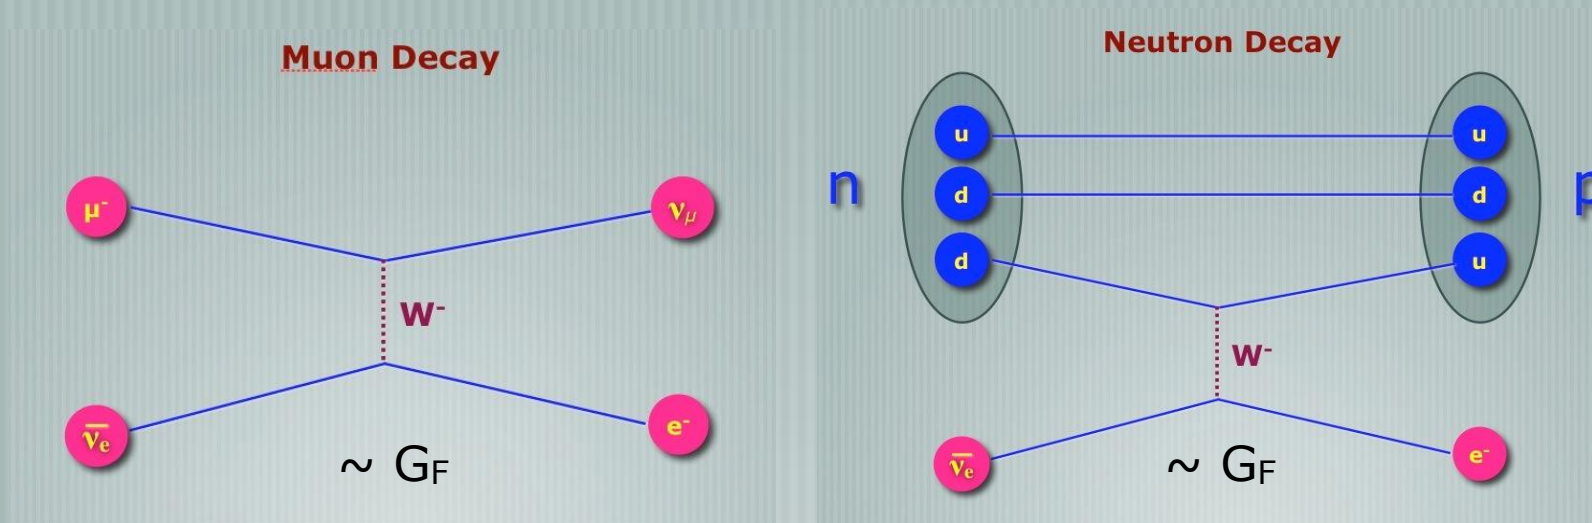 Muon Decay
μ⁻
νμ
W⁻
ν̅e
e⁻
~ GF
Neutron Decay
n
u
u
p
d
d
d
u
W⁻
ν̅e
e⁻
~ GF